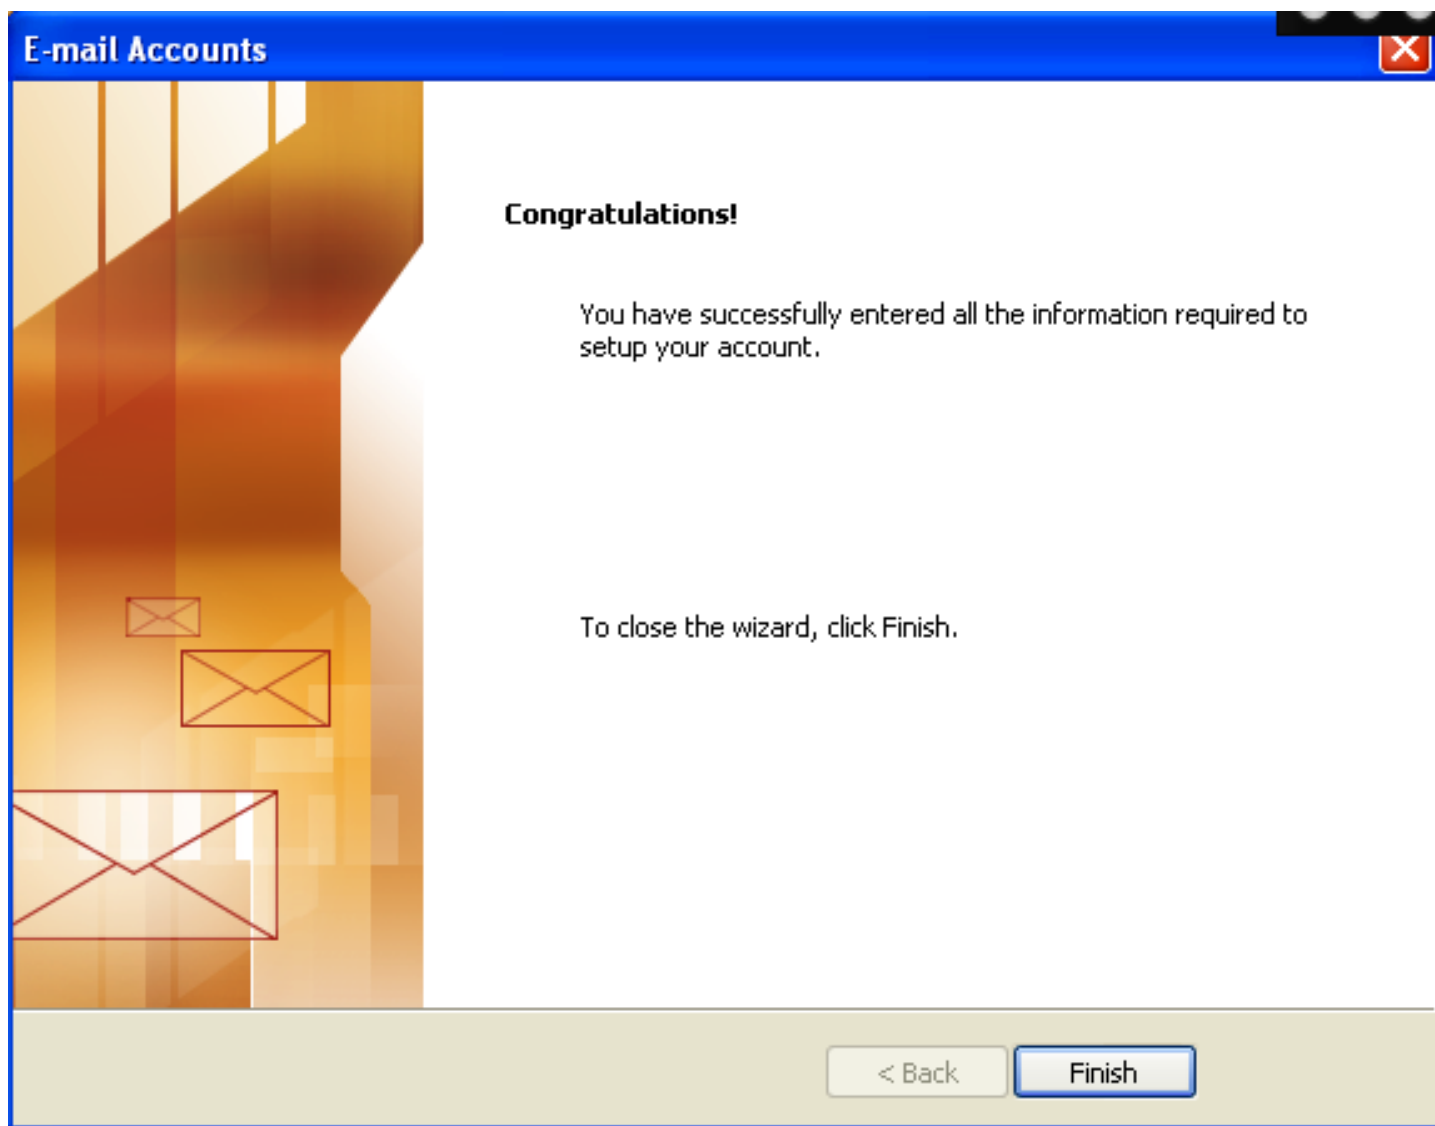 E-mail Accounts
Congratulations!
You have successfully entered all the information required to
setup your account.
To close the wizard, click Finish.
< Back
Finish